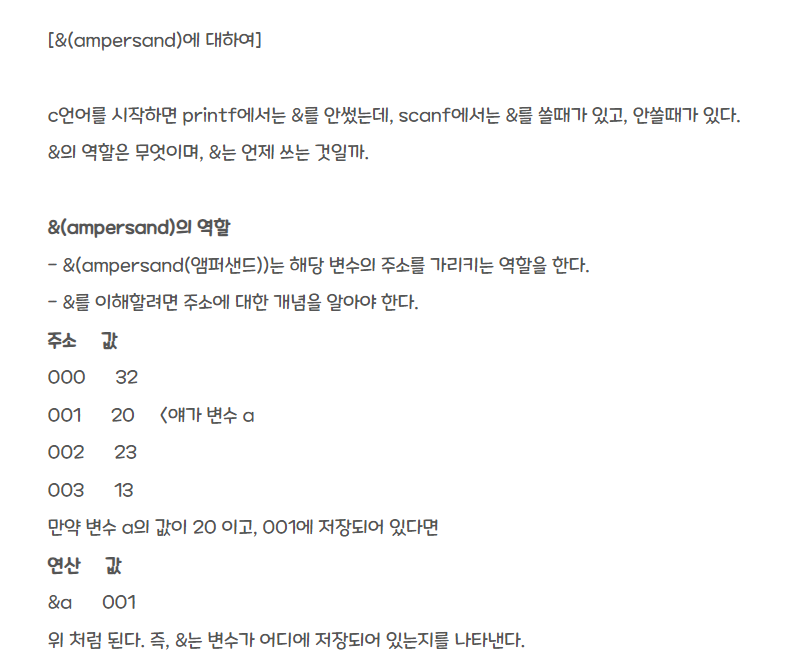 [&(ampersand)에 대하여]
c언어를 시작하면 printf에서는 &를 안썼는데, scanf에서는 &를 쓸때가 있고, 안쓸때가 있다.
&의 역할은 무엇이며, &는 언제 쓰는 것일까.
&(ampersand)의 역할
- &(ampersand(앰퍼샌드))는 해당 변수의 주소를 가리키는 역할을 한다.
- &를 이해할려면 주소에 대한 개념을 알아야 한다.
주소 값
000 32
001 20 <얘가 변수 a
002 23
003 13
만약 변수 a의 값이 20 이고, 001에 저장되어 있다면
연산 값
&a 001
위 처럼 된다. 즉, &는 변수가 어디에 저장되어 있는지를 나타낸다.